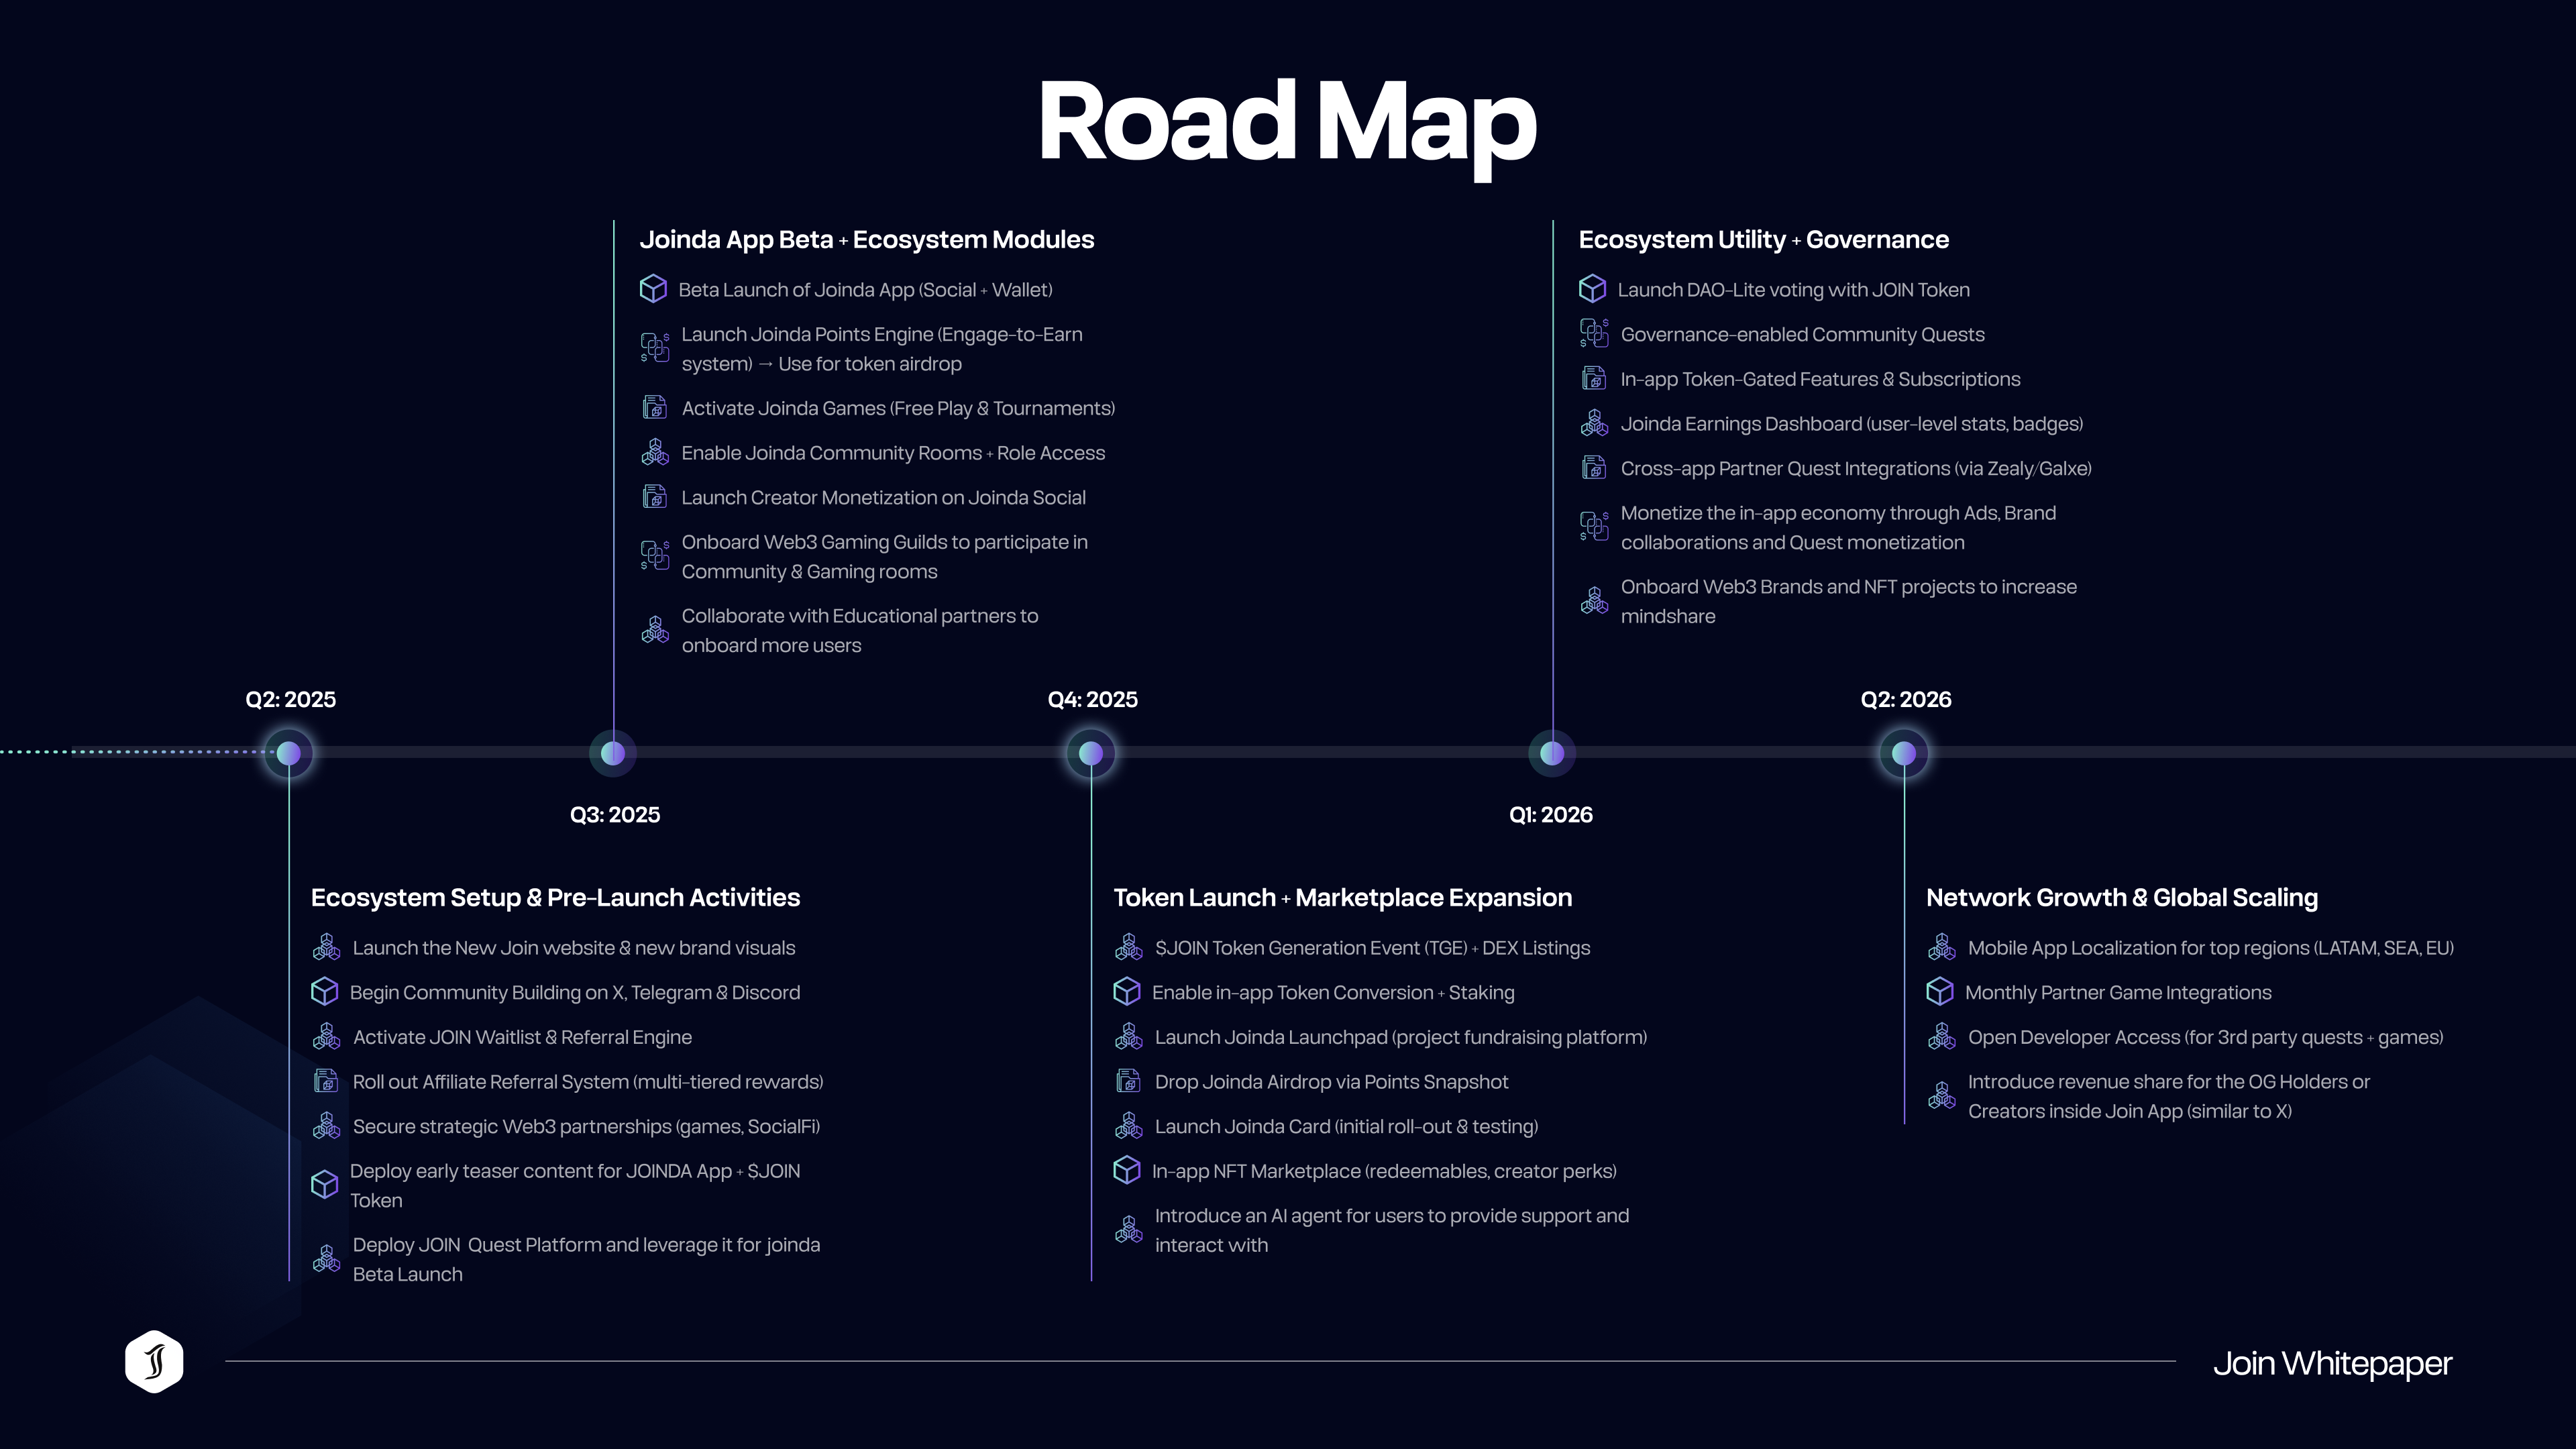 Road Map
Joinda App Beta + Ecosystem Modules
Beta Launch of Joinda App (Social + Wallet)
Launch Joinda Points Engine (Engage-to-Earn
system) → Use for token airdrop
Activate Joinda Games (Free Play & Tournaments)
Enable Joinda Community Rooms + Role Access
Launch Creator Monetization on Joinda Social
Onboard Web3 Gaming Guilds to participate in
Community & Gaming rooms
Collaborate with Educational partners to
onboard more users
Ecosystem Utility + Governance
Launch DAO-Lite voting with JOIN Token
Governance-enabled Community Quests
In-app Token-Gated Features & Subscriptions
Joinda Earnings Dashboard (user-level stats, badges)
Cross-app Partner Quest Integrations (via Zealy/Galxe)
Monetize the in-app economy through Ads, Brand
collaborations and Quest monetization
Onboard Web3 Brands and NFT projects to increase
mindshare
Q2: 2025
Q4: 2025
Q2: 2026
Q3: 2025
Q1: 2026
Ecosystem Setup & Pre-Launch Activities
Launch the New Join website & new brand visuals
Begin Community Building on X, Telegram & Discord
Activate JOIN Waitlist & Referral Engine
Roll out Affiliate Referral System (multi-tiered rewards)
Secure strategic Web3 partnerships (games, SocialFi)
Deploy early teaser content for JOINDA App + $JOIN
Token
Deploy JOIN Quest Platform and leverage it for joinda
Beta Launch
Token Launch + Marketplace Expansion
$JOIN Token Generation Event (TGE) + DEX Listings
Enable in-app Token Conversion + Staking
Launch Joinda Launchpad (project fundraising platform)
Drop Joinda Airdrop via Points Snapshot
Launch Joinda Card (initial roll-out & testing)
In-app NFT Marketplace (redeemables, creator perks)
Introduce an AI agent for users to provide support and
interact with
Network Growth & Global Scaling
Mobile App Localization for top regions (LATAM, SEA, EU)
Monthly Partner Game Integrations
Open Developer Access (for 3rd party quests + games)
Introduce revenue share for the OG Holders or
Creators inside Join App (similar to X)
Join Whitepaper